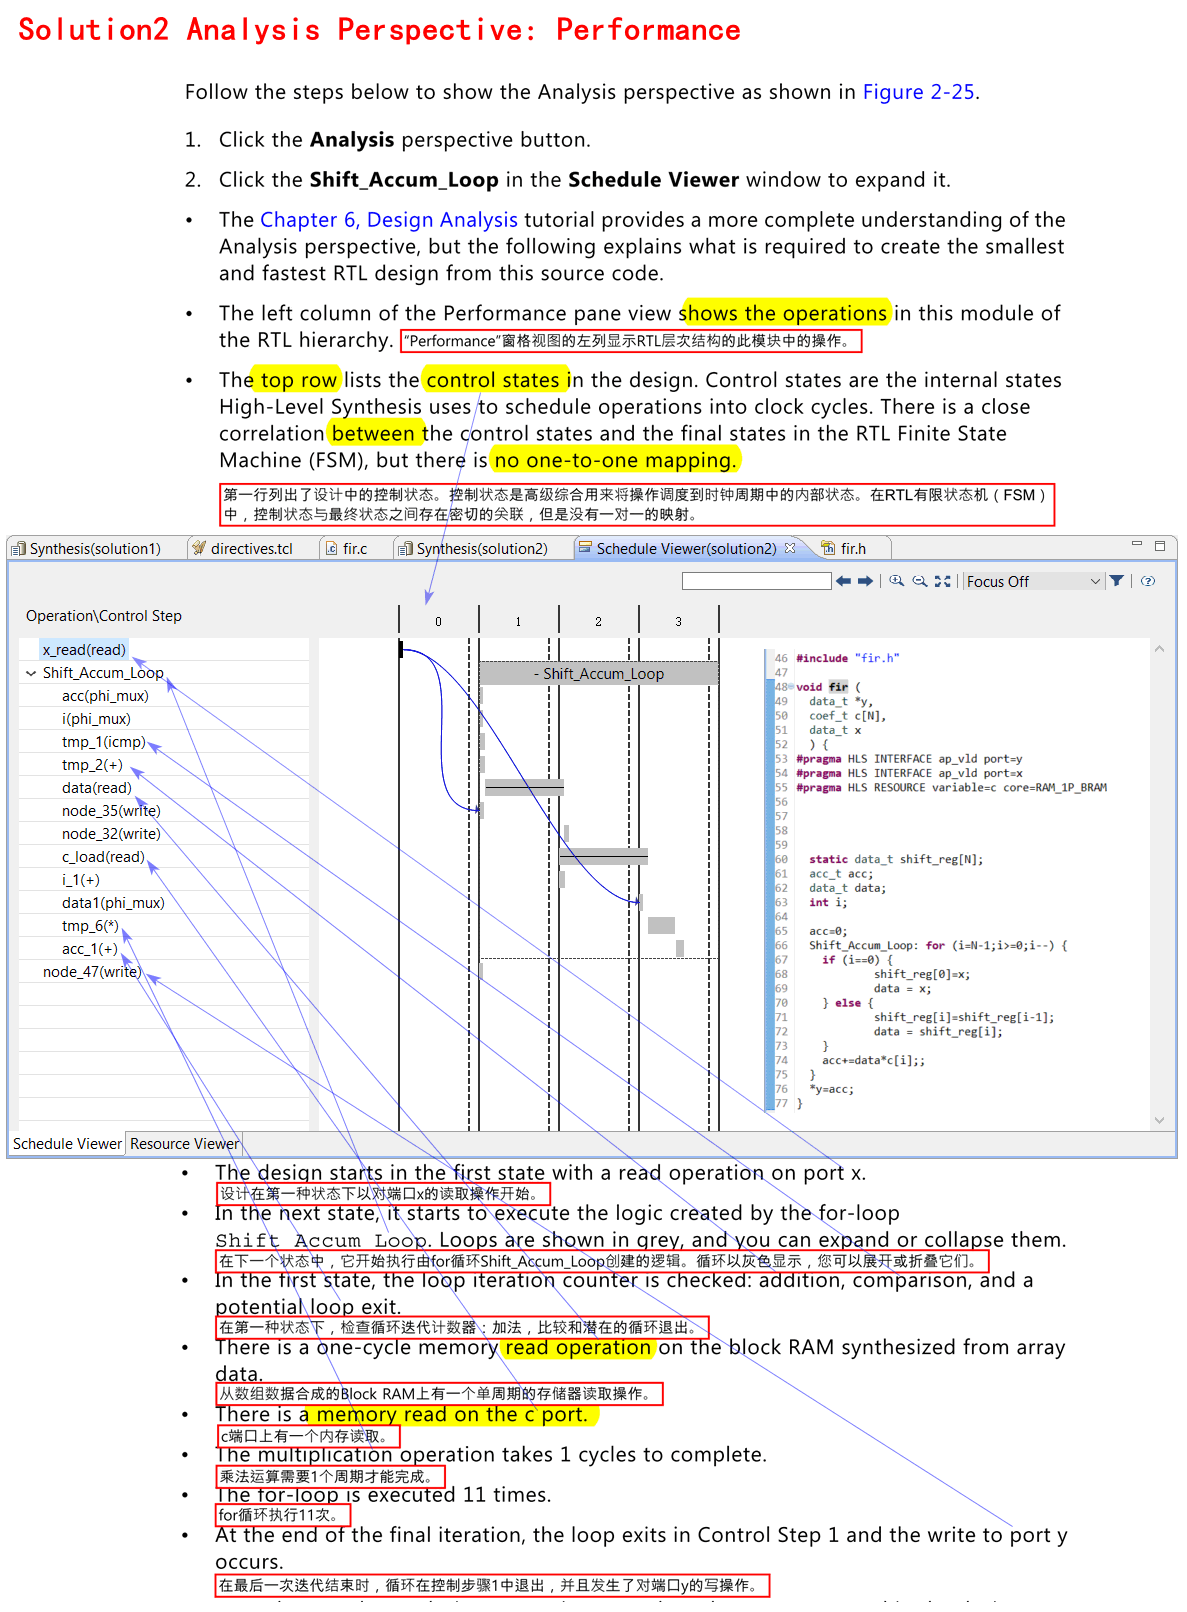 Solution2 Analysis Perspective: Performance
Follow the steps below to show the Analysis perspective as shown in Figure 2-25.
1. Click the Analysis perspective button.
2. Click the Shift_Accum_Loop in the Schedule Viewer window to expand it.
• The Chapter 6, Design Analysis tutorial provides a more complete understanding of the
Analysis perspective, but the following explains what is required to create the smallest
and fastest RTL design from this source code.
• The left column of the Performance pane view shows the operations in this module of
the RTL hierarchy. "Performance"窗格视图的左列显示RTL层次结构的此模块中的操作。
• The top row lists the control states in the design. Control states are the internal states
High-Level Synthesis uses to schedule operations into clock cycles. There is a close
correlation between the control states and the final states in the RTL Finite State
Machine (FSM), but there is no one-to-one mapping.
第一行列出了设计中的控制状态。控制状态是高级综合用来将操作调度到时钟周期中的内部状态。在RTL有限状态机（FSM）
中，控制状态与最终状态之间存在密切的关联，但是没有一对一的映射。
Synthesis(solution1) directives.tcl fir.c Synthesis(solution2) Schedule Viewer(solution2) fir.h
Focus Off
Operation\Control Step 0 1 2 3
x_read(read)
Shift_Accum_Loop
acc(phi_mux)
i(phi_mux)
tmp_1(icmp)
tmp_2(+)
data(read)
node_35(write)
node_32(write)
c_load(read)
i_1(+)
data1(phi_mux)
tmp_6(*)
acc_1(+)
node_47(write)
- Shift_Accum_Loop
46 #include "fir.h"
47
48 void fir (
49 data_t *y,
50 coef_t c[N],
51 data_t x
52 ) {
53 #pragma HLS INTERFACE ap_vld port=y
54 #pragma HLS INTERFACE ap_vld port=x
55 #pragma HLS RESOURCE variable=c core=RAM_1P_BRAM
56
57
58
59
60 static data_t shift_reg[N];
61 acc_t acc;
62 data_t data;
63 int i;
64
65 acc=0;
66 Shift_Accum_Loop: for (i=N-1;i>=0;i--) {
67 if (i==0) {
68 shift_reg[0]=x;
69 data = x;
70 } else {
71 shift_reg[i]=shift_reg[i-1];
72 data = shift_reg[i];
73 }
74 acc+=data*c[i];;
75 }
76 *y=acc;
77 }
Schedule Viewer Resource Viewer
• The design starts in the first state with a read operation on port x.
设计在第一种状态下以对端口x的读取操作开始。
• In the next state, it starts to execute the logic created by the for-loop
Shift Accum Loop. Loops are shown in grey, and you can expand or collapse them.
在下一个状态中，它开始执行由for循环Shift_Accum_Loop创建的逻辑。循环以灰色显示，您可以展开或折叠它们。
• In the first state, the loop iteration counter is checked: addition, comparison, and a
potential loop exit.
在第一种状态下，检查循环迭代计数器：加法，比较和潜在的循环退出。
• There is a one-cycle memory read operation on the block RAM synthesized from array
data.
从数组数据合成的Block RAM上有一个单周期的存储器读取操作。
• There is a memory read on the c port.
c端口上有一个内存读取。
• The multiplication operation takes 1 cycles to complete.
乘法运算需要1个周期才能完成。
• The for-loop is executed 11 times.
for循环执行11次。
• At the end of the final iteration, the loop exits in Control Step 1 and the write to port y
occurs.
在最后一次迭代结束时，循环在控制步骤1中退出，并且发生了对端口y的写操作。